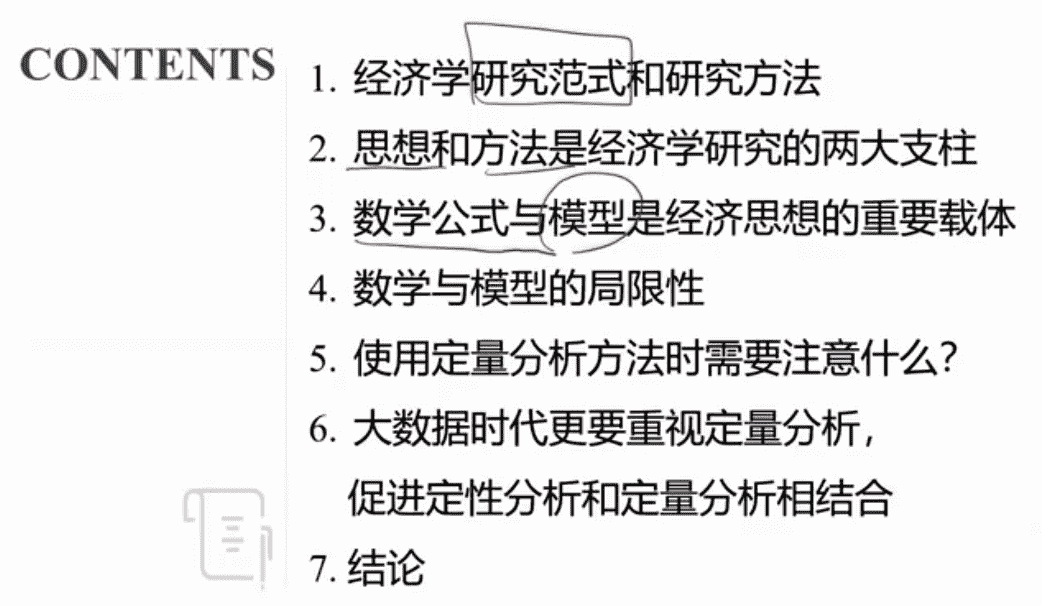 CONTENTS
1. 经济学研究范式和研究方法
2. 思想和方法是经济学研究的两大支柱
3. 数学公式与模型是经济思想的重要载体
4. 数学与模型的局限性
5. 使用定量分析方法时需要注意什么?
6. 大数据时代更要重视定量分析,
促进定性分析和定量分析相结合
7. 结论